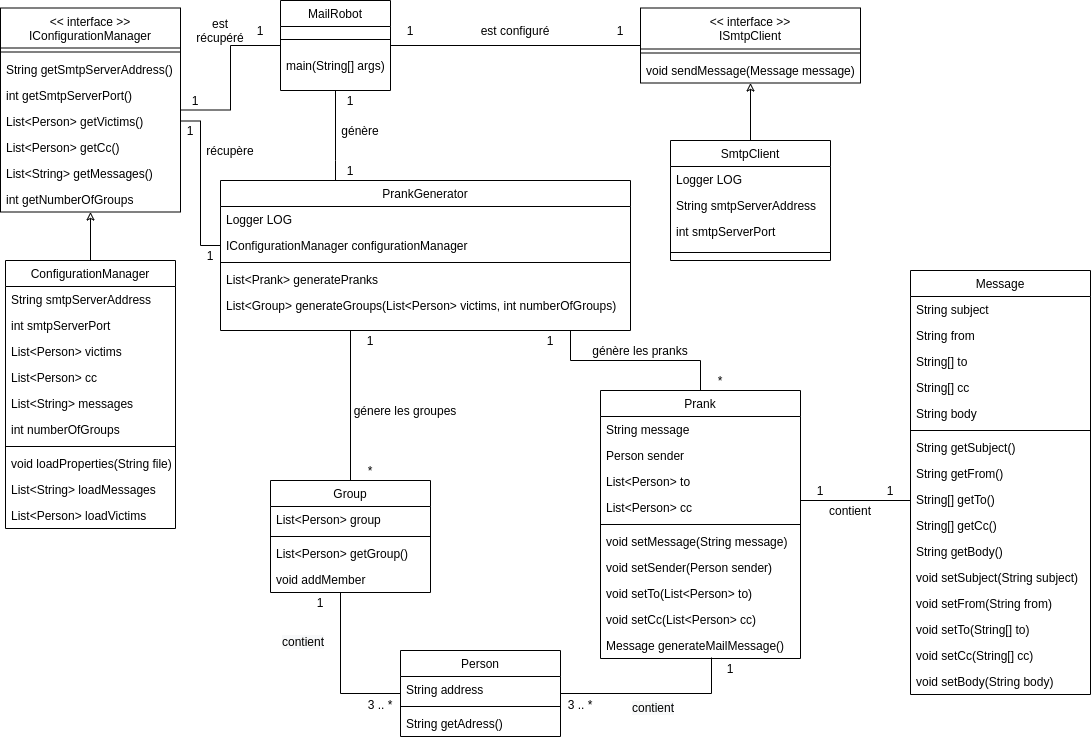 << interface >>
IConfigurationManager
String getSmtpServerAddress()
int getSmtpServerPort()
List<Person> getVictims()
List<Person> getCc()
List<String> getMessages()
int getNumberOfGroups
est
récupéré
1
1
MailRobot
main(String[] args)
1
est configuré
1
<< interface >>
ISmtpClient
void sendMessage(Message message)
1
récupère
1
1
génère
1
SmtpClient
Logger LOG
String smtpServerAddress
int smtpServerPort
PrankGenerator
Logger LOG
IConfigurationManager configurationManager
List<Prank> generatePranks
List<Group> generateGroups(List<Person> victims, int numberOfGroups)
ConfigurationManager
String smtpServerAddress
int smtpServerPort
List<Person> victims
List<Person> cc
List<String> messages
int numberOfGroups
void loadProperties(String file)
List<String> loadMessages
List<Person> loadVictims
1
génere les groupes
*
1
génère les pranks
*
Group
List<Person> group
List<Person> getGroup()
void addMember
Prank
String message
Person sender
List<Person> to
List<Person> cc
void setMessage(String message)
void setSender(Person sender)
void setTo(List<Person> to)
void setCc(List<Person> cc)
Message generateMailMessage()
1
contient
1
Message
String subject
String from
String[] to
String[] cc
String body
String getSubject()
String getFrom()
String[] getTo()
String[] getCc()
String getBody()
void setSubject(String subject)
void setFrom(String from)
void setTo(String[] to)
void setCc(String[] cc)
void setBody(String body)
1
contient
3 .. *
Person
String address
String getAdress()
3 .. *
contient
1